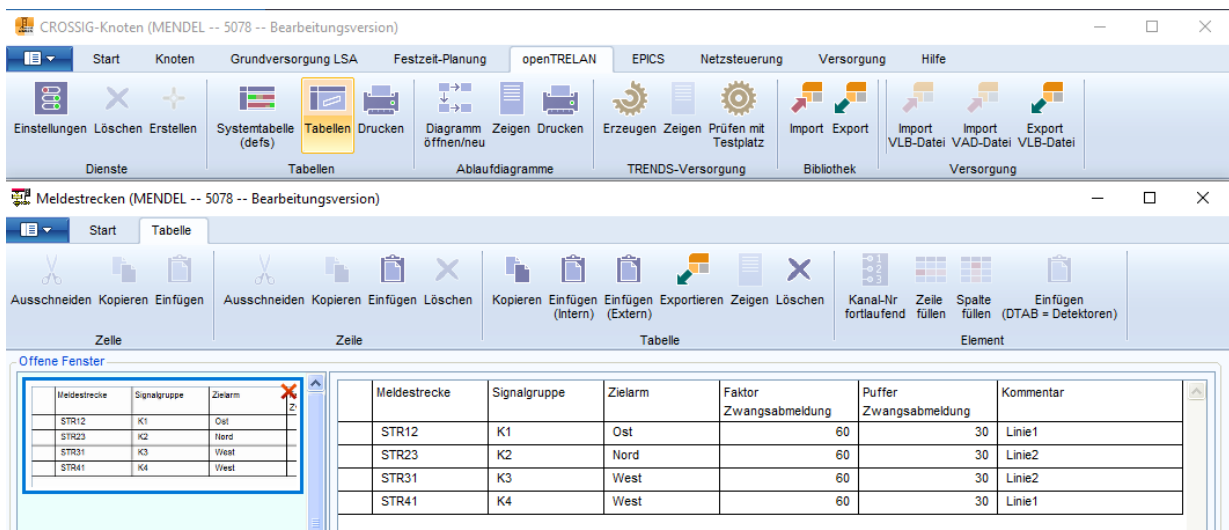 CROSSIG-Knoten (MENDEL -- 5078 -- Bearbeitungsversion)
Start Knoten Grundversorgung LSA Festzeit-Planung openTRELAN EPICS Netzsteuerung Versorgung Hilfe
Einstellungen Löschen Erstellen Systemtabelle Tabellen Drucken Diagramm Zeigen Drucken Erzeugen Zeigen Prüfen mit Import Export Import Import Export
(defs) öffnen/neu Testplatz VLB-Datei VAD-Datei VLB-Datei
Dienste Tabellen Ablaufdiagramme TRENDS-Versorgung Bibliothek Versorgung
Meldestrecken (MENDEL -- 5078 -- Bearbeitungsversion)
Start Tabelle
Ausschneiden Kopieren Einfügen Ausschneiden Kopieren Einfügen Löschen Kopieren Einfügen Einfügen Exportieren Zeigen Löschen Kanal-Nr Zeile Spalte Einfügen
(Intern) (Extern) fortlaufend füllen füllen (DTAB = Detektoren)
Zelle Zeile Tabelle Element
Offene Fenster
Meldestrecke Signalgruppe Zielarm
Z
STR12 K1 Ost
STR23 K2 Nord
STR31 K3 West
STR41 K4 West
Meldestrecke Signalgruppe Zielarm Faktor Puffer Kommentar
Zwangsabmeldung Zwangsabmeldung
STR12 K1 Ost 60 30 Linie1
STR23 K2 Nord 60 30 Linie2
STR31 K3 West 60 30 Linie2
STR41 K4 West 60 30 Linie1